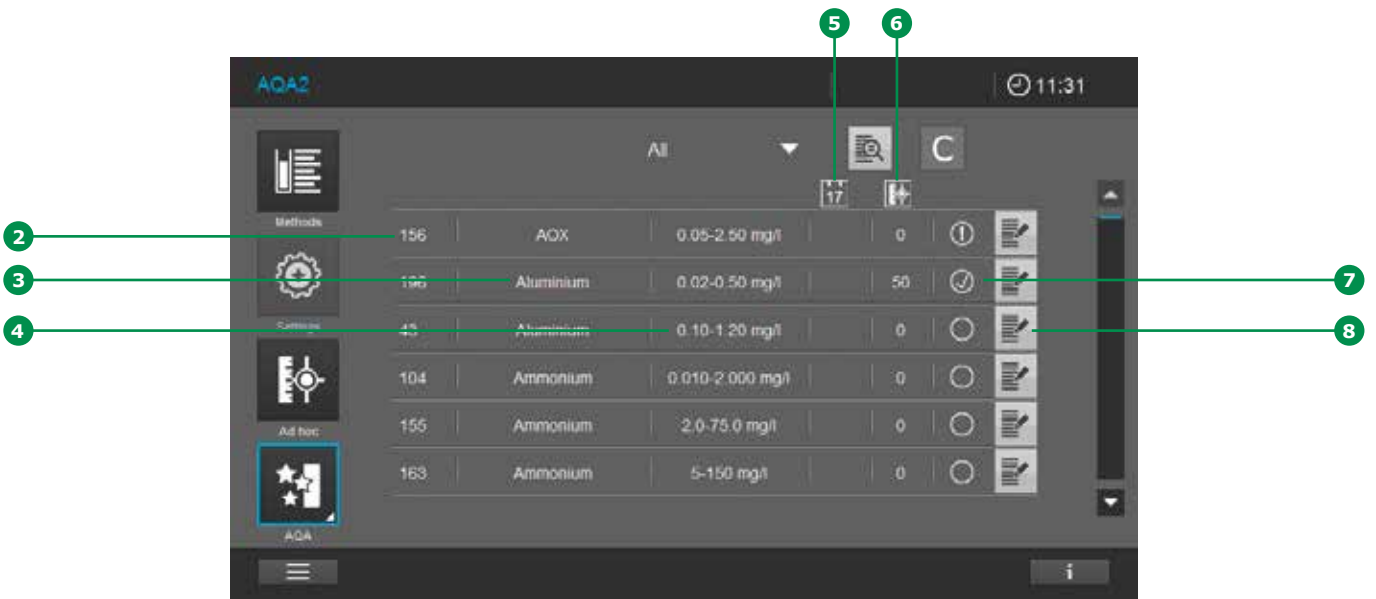 5 6
AQA2 11:31
All C
17
Methods
2 156 AOX 0.05-2.50 mg/l 0
3 196 Aluminium 0.02-0.50 mg/l 50 7
Settings
4 43 Aluminium 0.10-1.20 mg/l 0 8
104 Ammonium 0.010-2.000 mg/l 0
Ad hoc
155 Ammonium 2.0-75.0 mg/l 0
163 Ammonium 5-150 mg/l 0
AQA
i